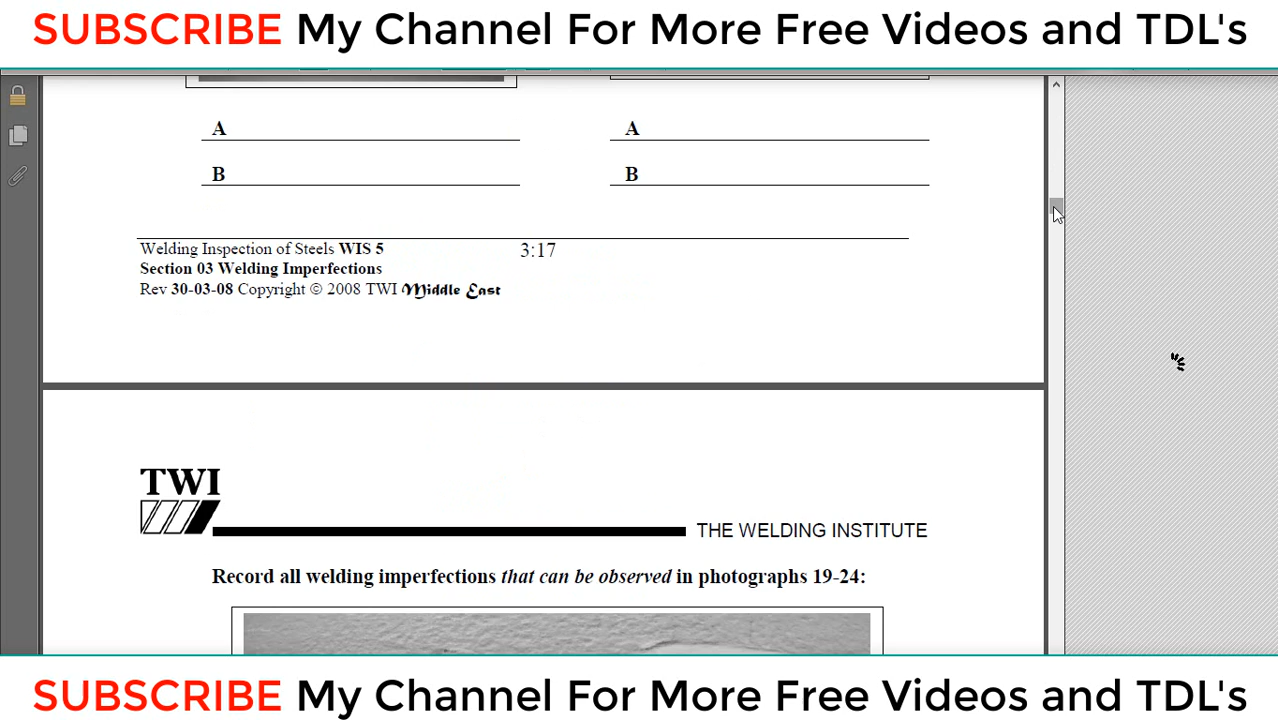 SUBSCRIBE My Channel For More Free Videos and TDL's
A
A
B
B
Welding Inspection of Steels WIS 5
3:17
Section 03 Welding Imperfections
Rev 30-03-08 Copyright © 2008 TWI Middle East
TWI
THE WELDING INSTITUTE
Record all welding imperfections that can be observed in photographs 19-24:
SUBSCRIBE My Channel For More Free Videos and TDL's